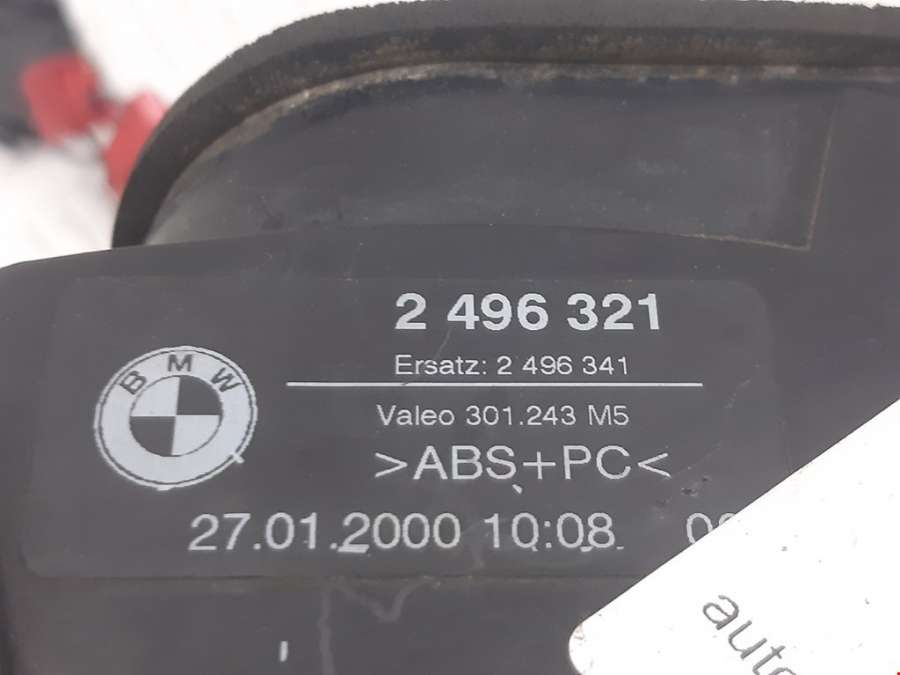 2 496 321
Ersatz: 2 496 341
BMW
Valeo 301.243 M5
>ABS+PC<
27.01.2000 10:08